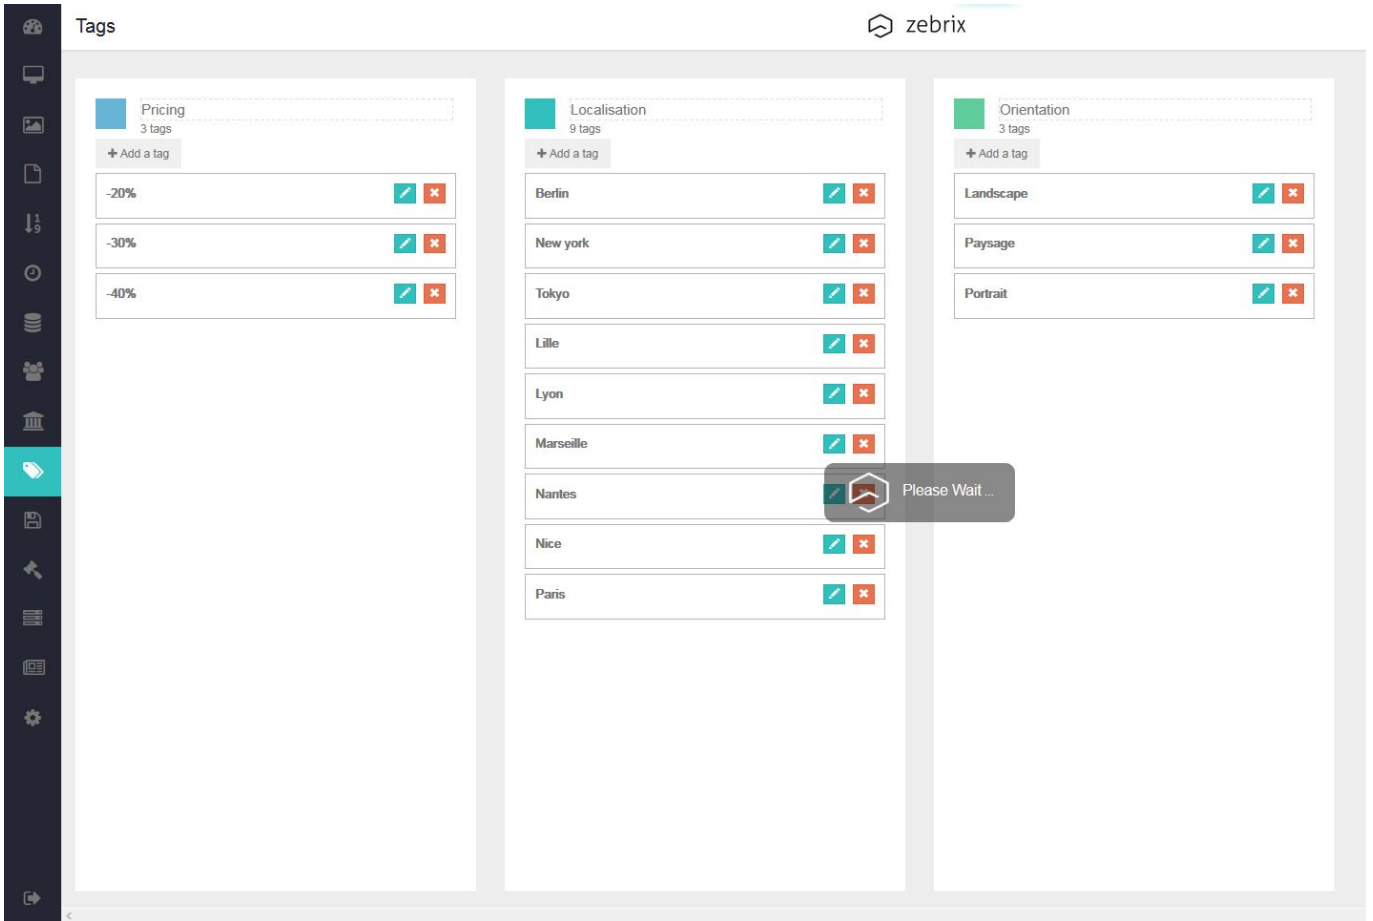 Tags
zebrix
Pricing
3 tags
+ Add a tag
-20%
-30%
-40%
Localisation
9 tags
+ Add a tag
Berlin
New york
Tokyo
Lille
Lyon
Marseille
Nantes
Nice
Paris
Please Wait ...
Orientation
3 tags
+ Add a tag
Landscape
Paysage
Portrait